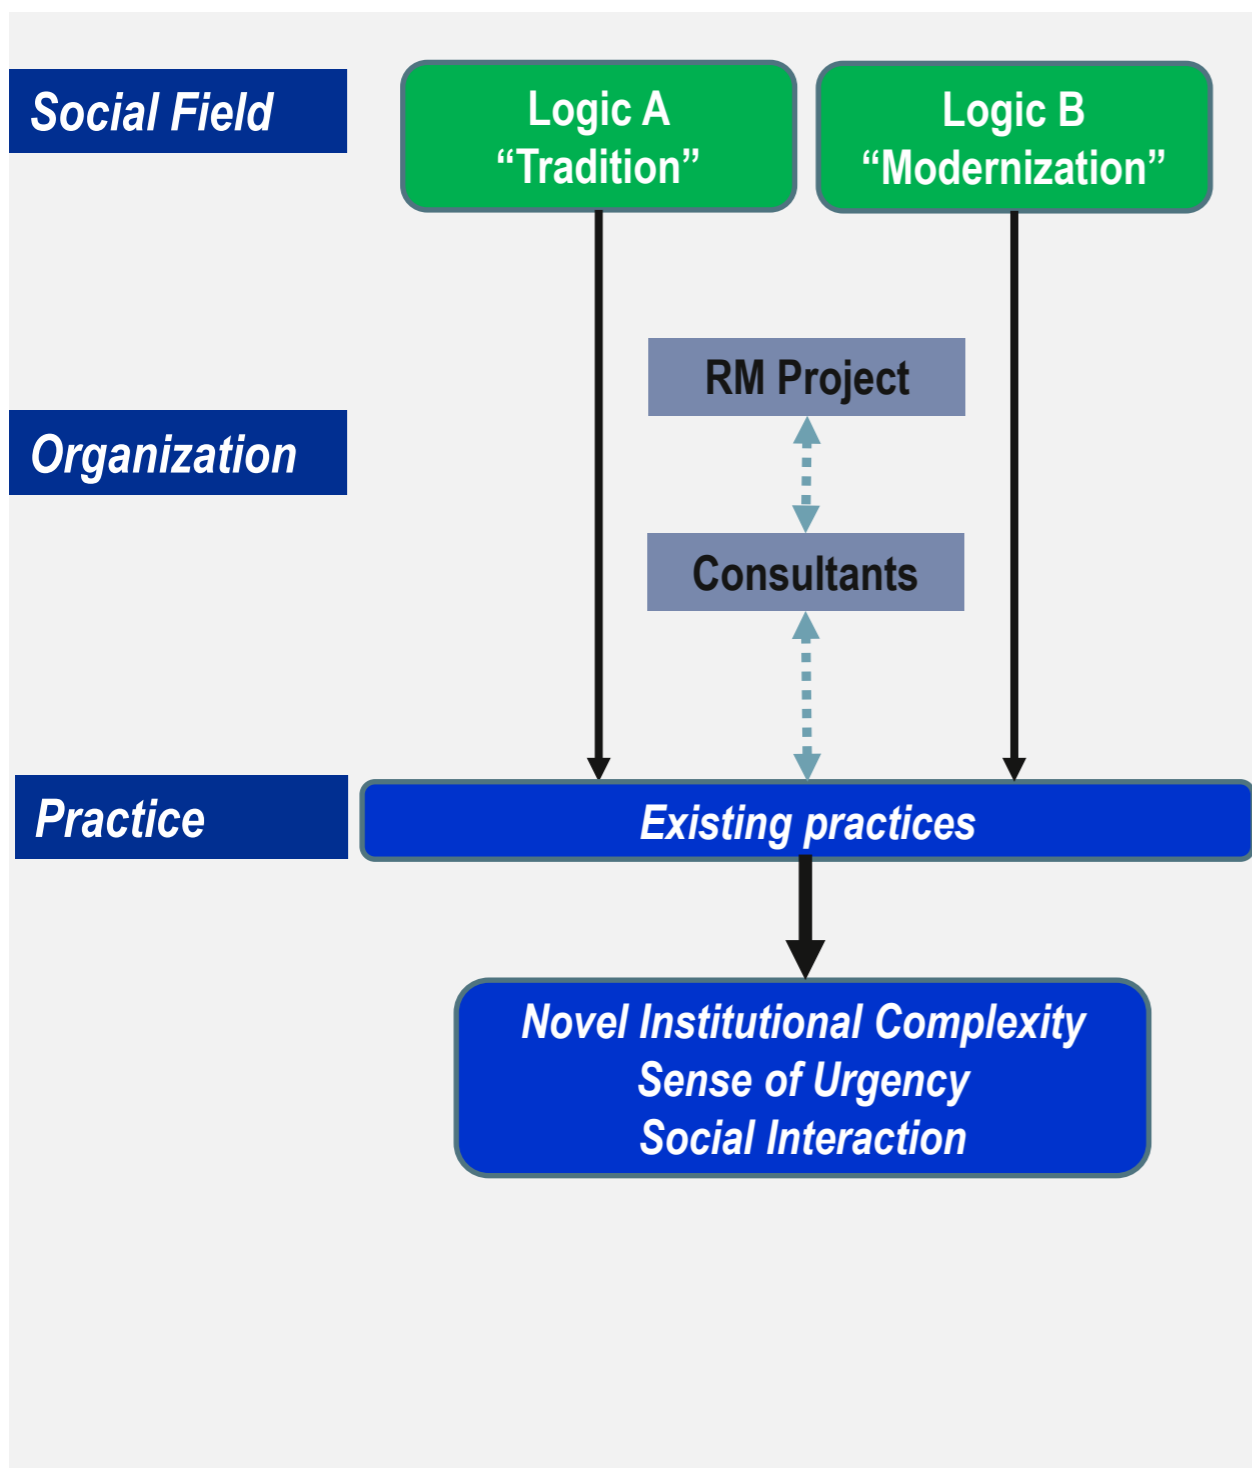 Social Field
Logic A
“Tradition”
Logic B
“Modernization”
RM Project
Organization
Consultants
Practice
Existing practices
Novel Institutional Complexity
Sense of Urgency
Social Interaction